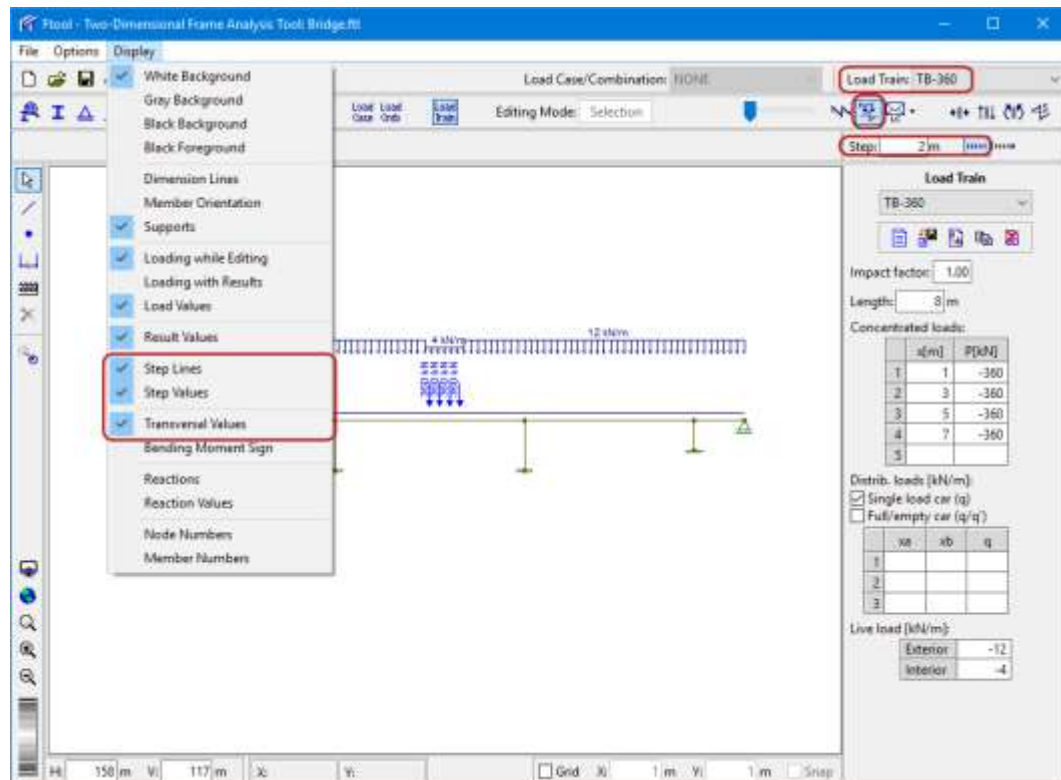 Ftool - Two-Dimensional Frame Analysis Tool: Bridge.ftl
File Options Display
Load Case/Combination: NONE
Load Train: TB-360
Load Case
Load Cmb
Load Train
Editing Mode: Selection
Step: 2 m
White Background
Gray Background
Black Background
Black Foreground
Dimension Lines
Member Orientation
Supports
Loading while Editing
Loading with Results
Load Values
Result Values
Step Lines
Step Values
Transversal Values
Bending Moment Sign
Reactions
Reaction Values
Node Numbers
Member Numbers
4 kN/m
12 kN/m
Load Train
TB-360
Impact factor: 1.00
Length: 8 m
Concentrated loads:
x[m] P[kN]
1 1 -360
2 3 -360
3 5 -360
4 7 -360
5
Distrib. loads [kN/m]:
Single load car (q)
Full/empty car (q/q')
xa xb q
1
2
3
Live load [kN/m]:
Exterior -12
Interior -4
H: 158 m V: 117 m X: Y: Grid X: 1 m Y: 1 m Snap